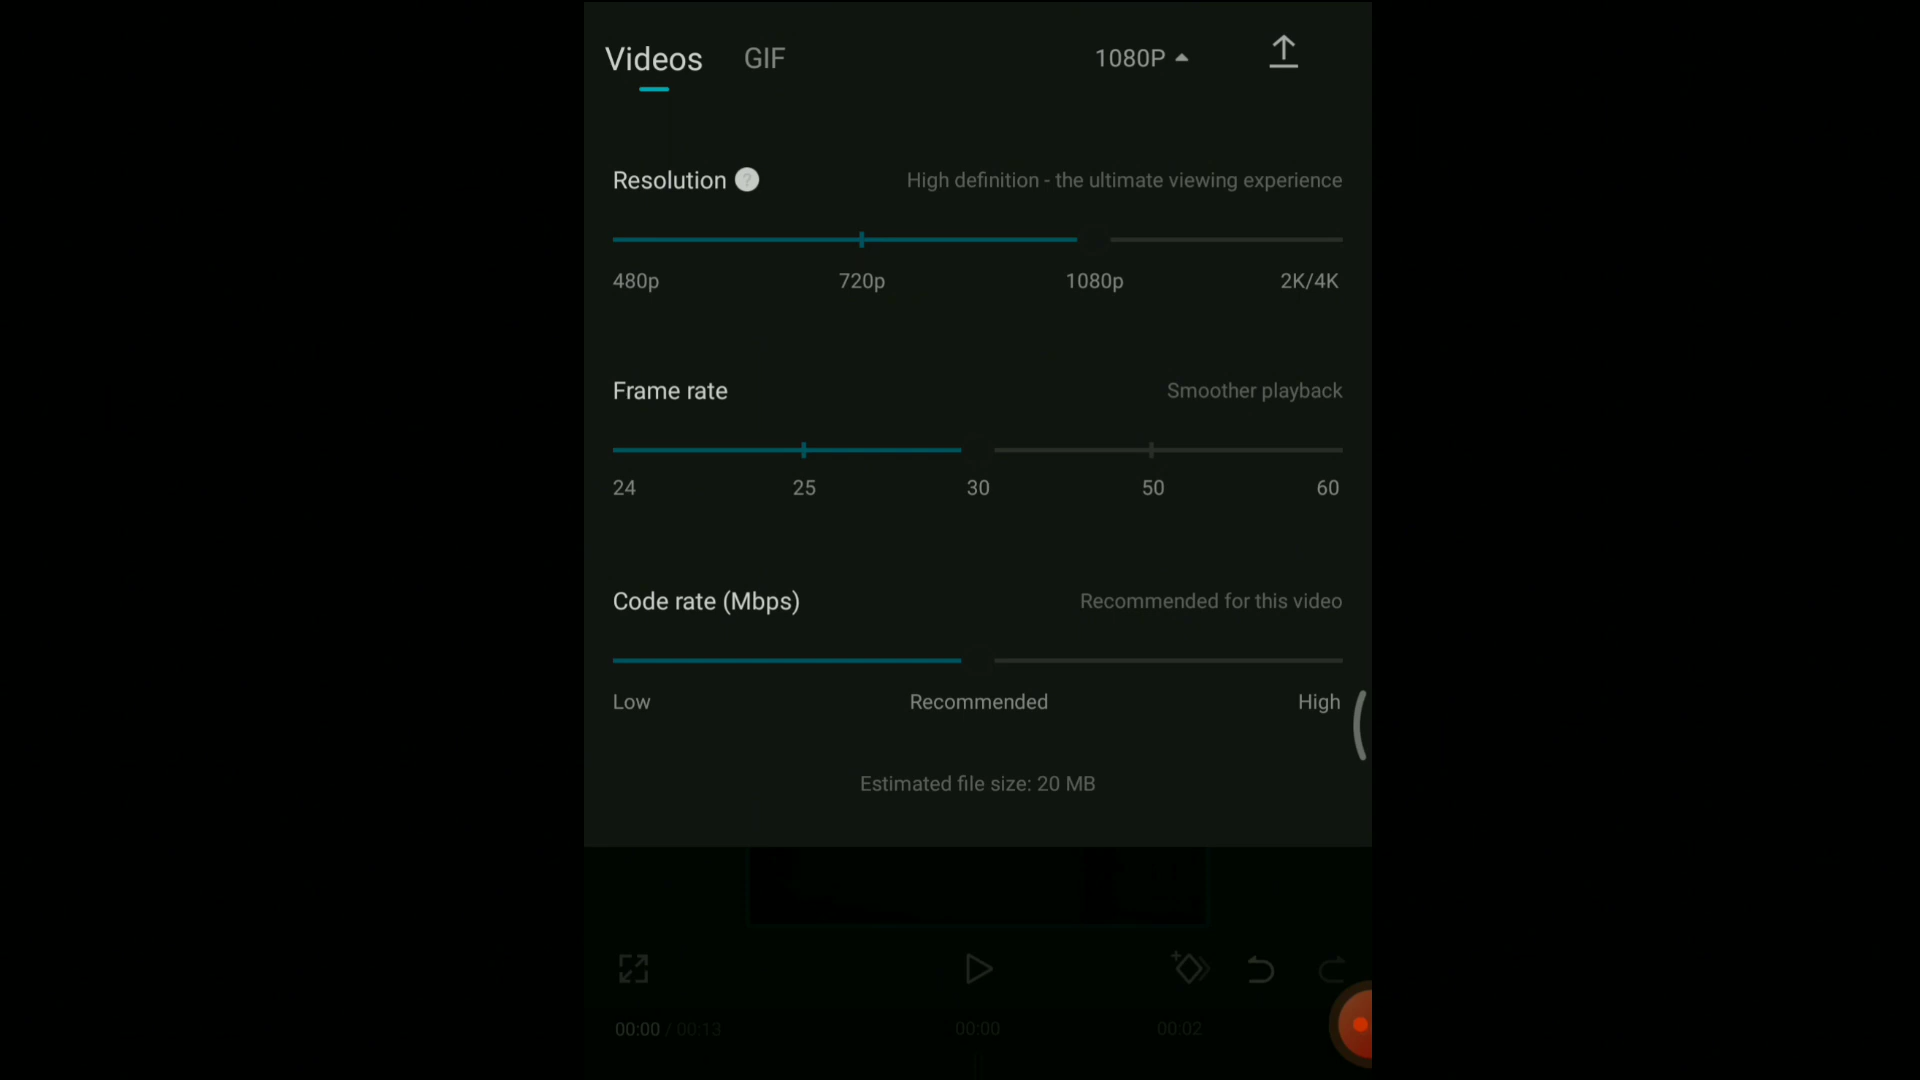 Videos GIF 1080P
Resolution ? High definition - the ultimate viewing experience
480p 720p 1080p 2K/4K
Frame rate Smoother playback
24 25 30 50 60
Code rate (Mbps) Recommended for this video
Low Recommended High
Estimated file size: 20 MB
00:00 / 00:13 00:00 00:02